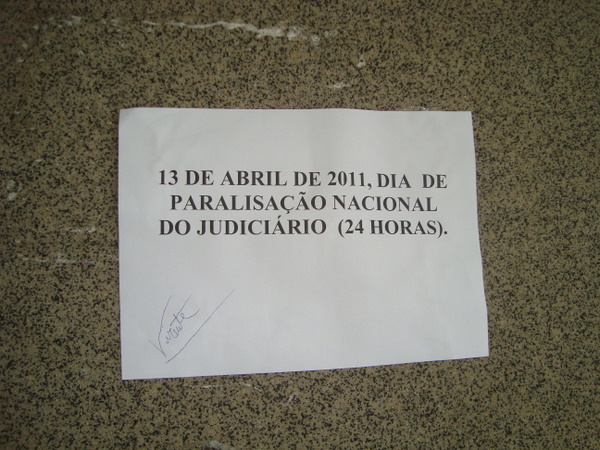 13 DE ABRIL DE 2011, DIA DE
PARALISAÇÃO NACIONAL
DO JUDICIÁRIO (24 HORAS).